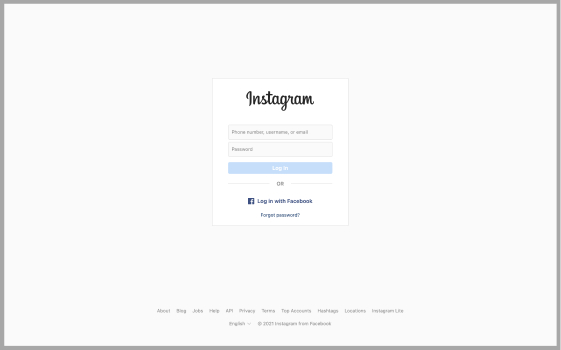 Instagram
Phone number, username, or email
Password
Log In
OR
Log in with Facebook
Forgot password?
About Blog Jobs Help API Privacy Terms Top Accounts Hashtags Locations Instagram Lite
English © 2021 Instagram from Facebook